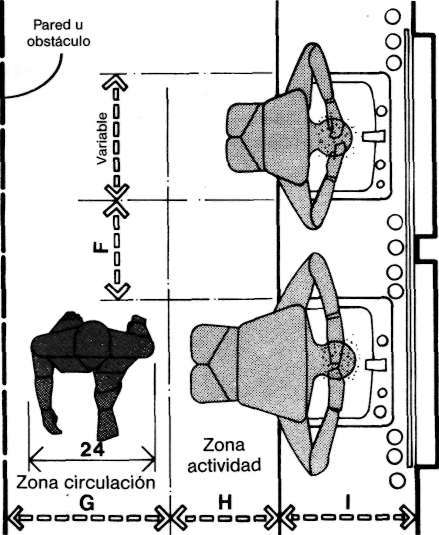 Pared u
obstáculo
Variable
F
24
Zona circulación
Zona
actividad
G
H
I